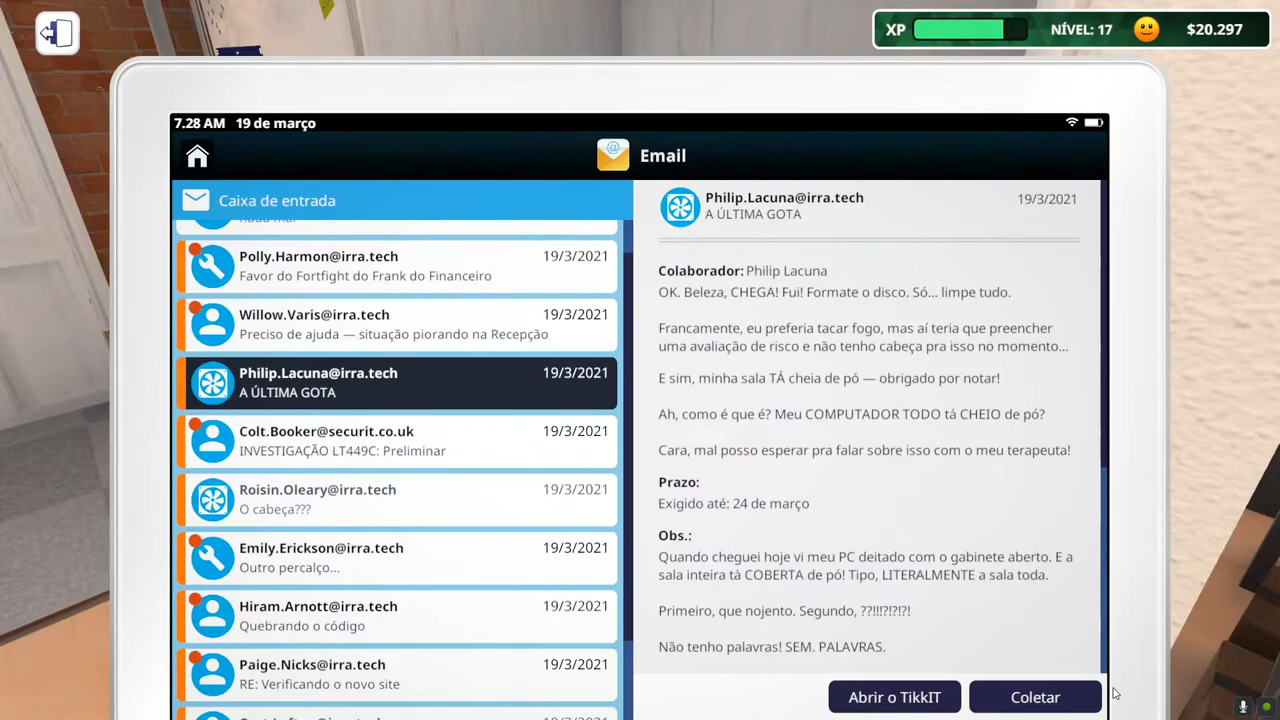 XP
NÍVEL: 17
$20.297
7.28 AM 19 de março
Email
Caixa de entrada
Polly.Harmon@irra.tech 19/3/2021
Favor do Fortfight do Frank do Financeiro
Willow.Varis@irra.tech 19/3/2021
Preciso de ajuda — situação piorando na Recepção
Philip.Lacuna@irra.tech 19/3/2021
A ÚLTIMA GOTA
Colt.Booker@securit.co.uk 19/3/2021
INVESTIGAÇÃO LT449C: Preliminar
Roisin.Oleary@irra.tech 19/3/2021
O cabeça???
Emily.Erickson@irra.tech 19/3/2021
Outro percalço...
Hiram.Arnott@irra.tech 19/3/2021
Quebrando o código
Paige.Nicks@irra.tech 19/3/2021
RE: Verificando o novo site
Philip.Lacuna@irra.tech 19/3/2021
A ÚLTIMA GOTA
Colaborador: Philip Lacuna
OK. Beleza, CHEGA! Fui! Formate o disco. Só... limpe tudo.
Francamente, eu preferia tacar fogo, mas aí teria que preencher
uma avaliação de risco e não tenho cabeça pra isso no momento...
E sim, minha sala TÁ cheia de pó — obrigado por notar!
Ah, como é que é? Meu COMPUTADOR TODO tá CHEIO de pó?
Cara, mal posso esperar pra falar sobre isso com o meu terapeuta!
Prazo:
Exigido até: 24 de março
Obs.:
Quando cheguei hoje vi meu PC deitado com o gabinete aberto. E a
sala inteira tá COBERTA de pó! Tipo, LITERALMENTE a sala toda.
Primeiro, que nojento. Segundo, ??!!!?!?!?!
Não tenho palavras! SEM. PALAVRAS.
Abrir o TikkIT
Coletar